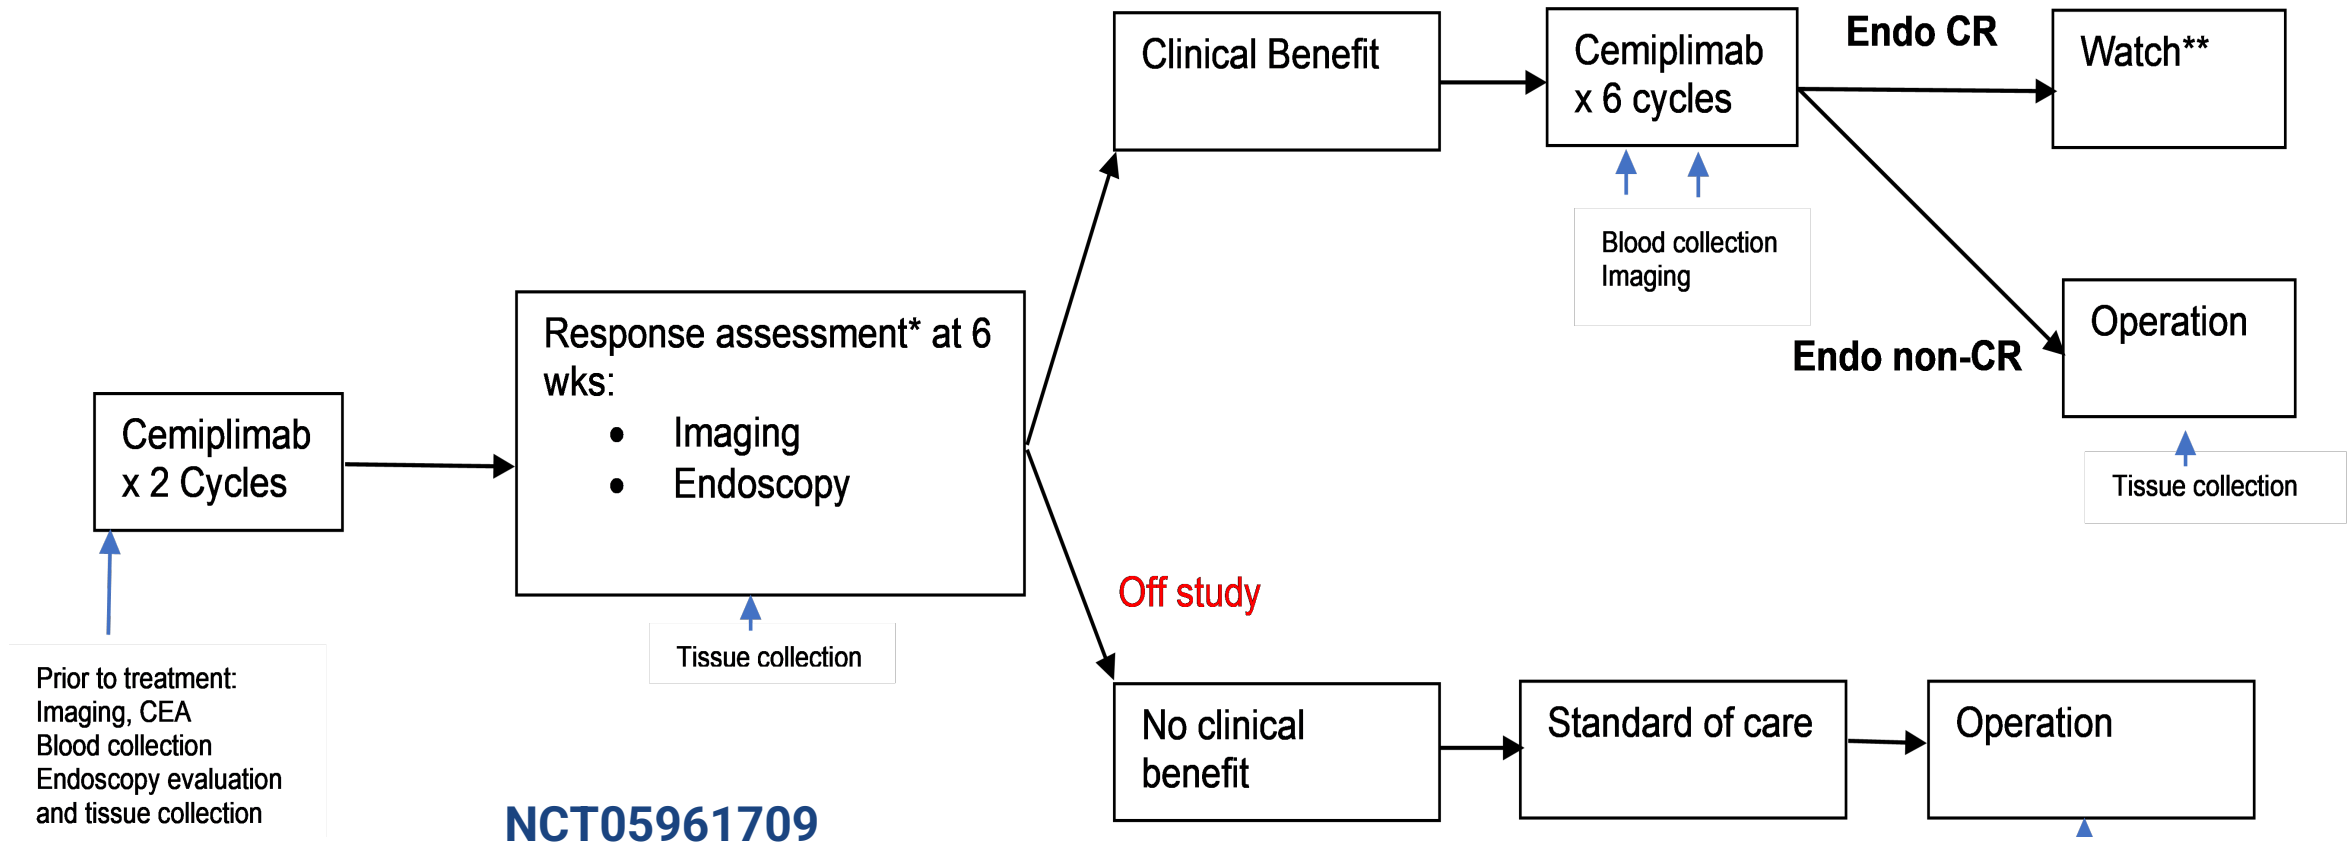 Clinical Benefit
Cemiplimab
x 6 cycles
Endo CR
Watch**
Blood collection
Imaging
Endo non-CR
Operation
Tissue collection
Response assessment* at 6
wks:
• Imaging
• Endoscopy
Cemiplimab
x 2 Cycles
Tissue collection
Off study
Prior to treatment:
Imaging, CEA
Blood collection
Endoscopy evaluation
and tissue collection
No clinical
benefit
Standard of care
Operation
NCT05961709